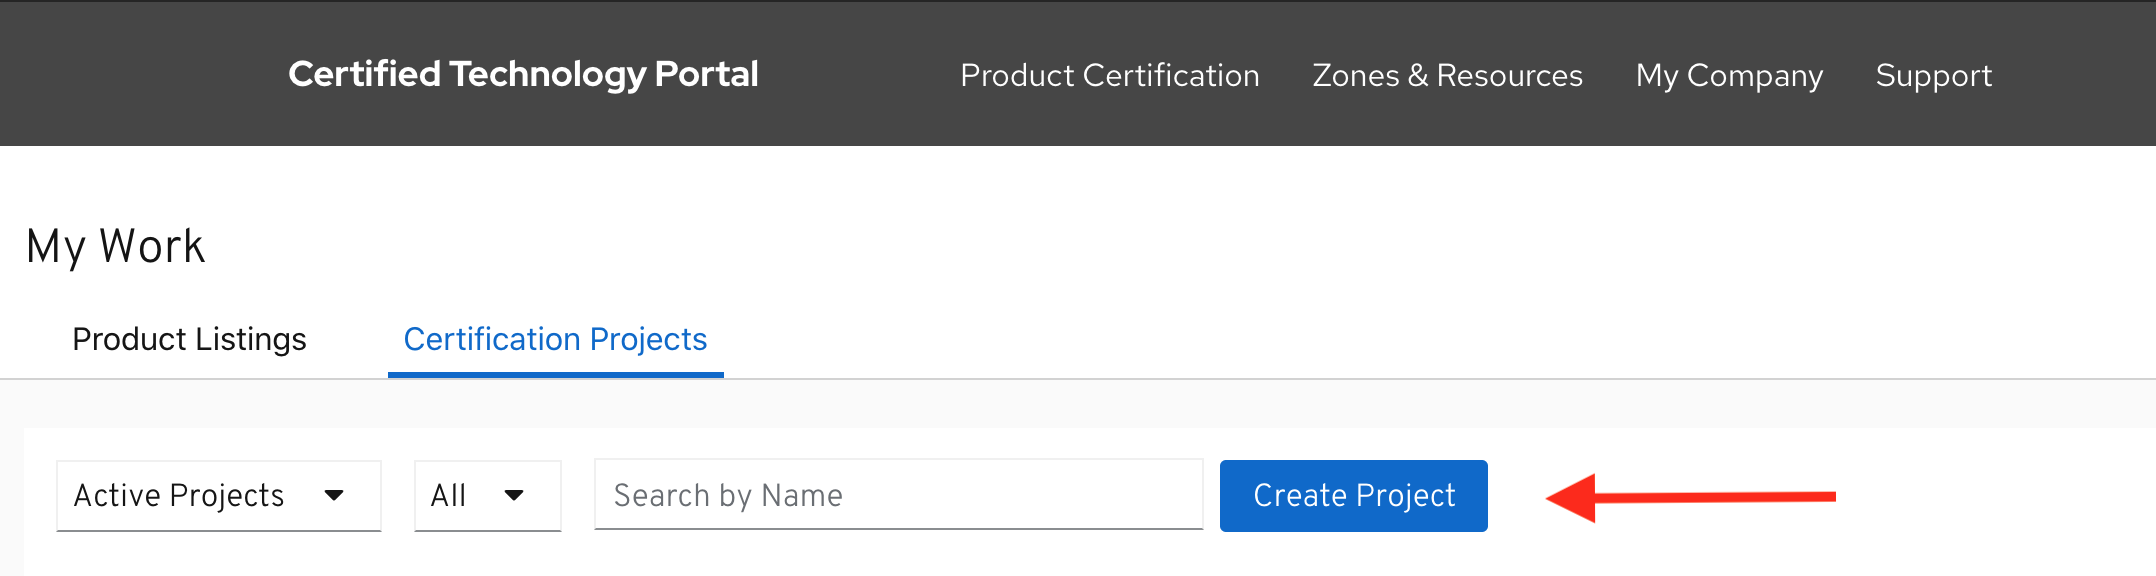 Certified Technology Portal Product Certification Zones & Resources My Company Support
My Work
Product Listings Certification Projects
Active Projects All Search by Name Create Project